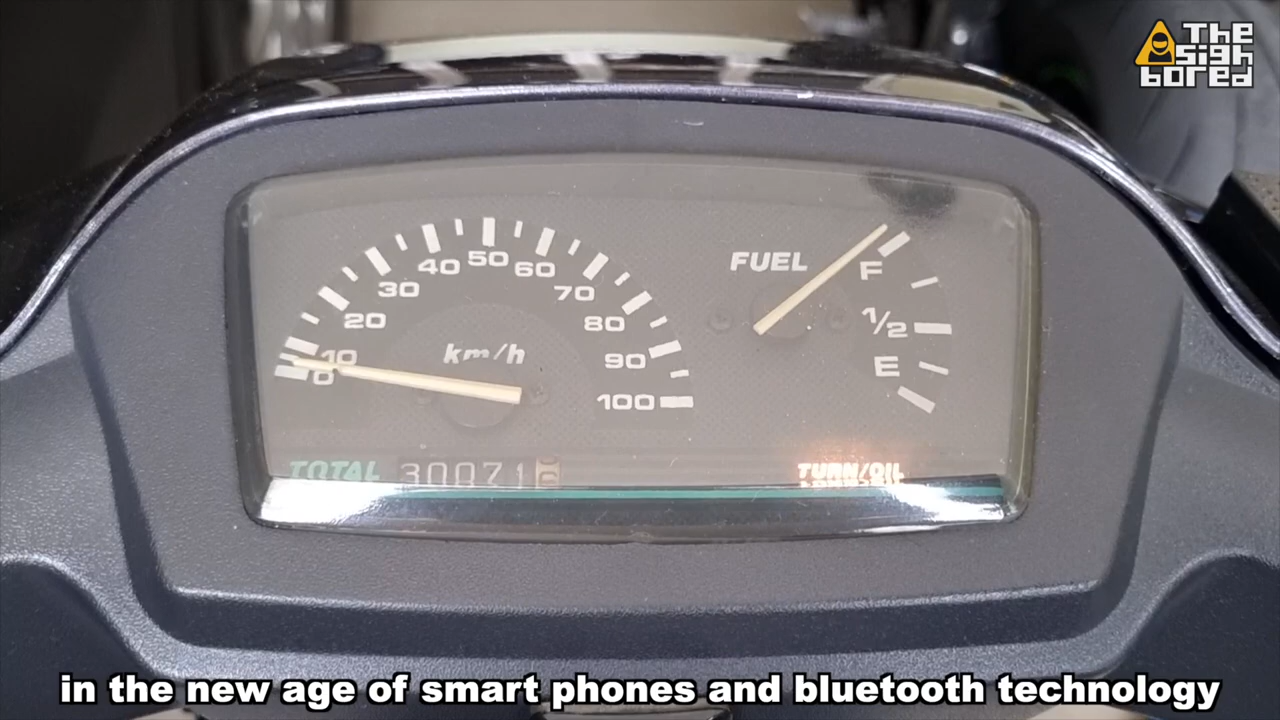 The
sigh
bored
40 50 60
30 70
20 80
10 km/h 90
0 100
FUEL
F
1/2
E
TOTAL 30071 TURN/OIL
in the new age of smart phones and bluetooth technology